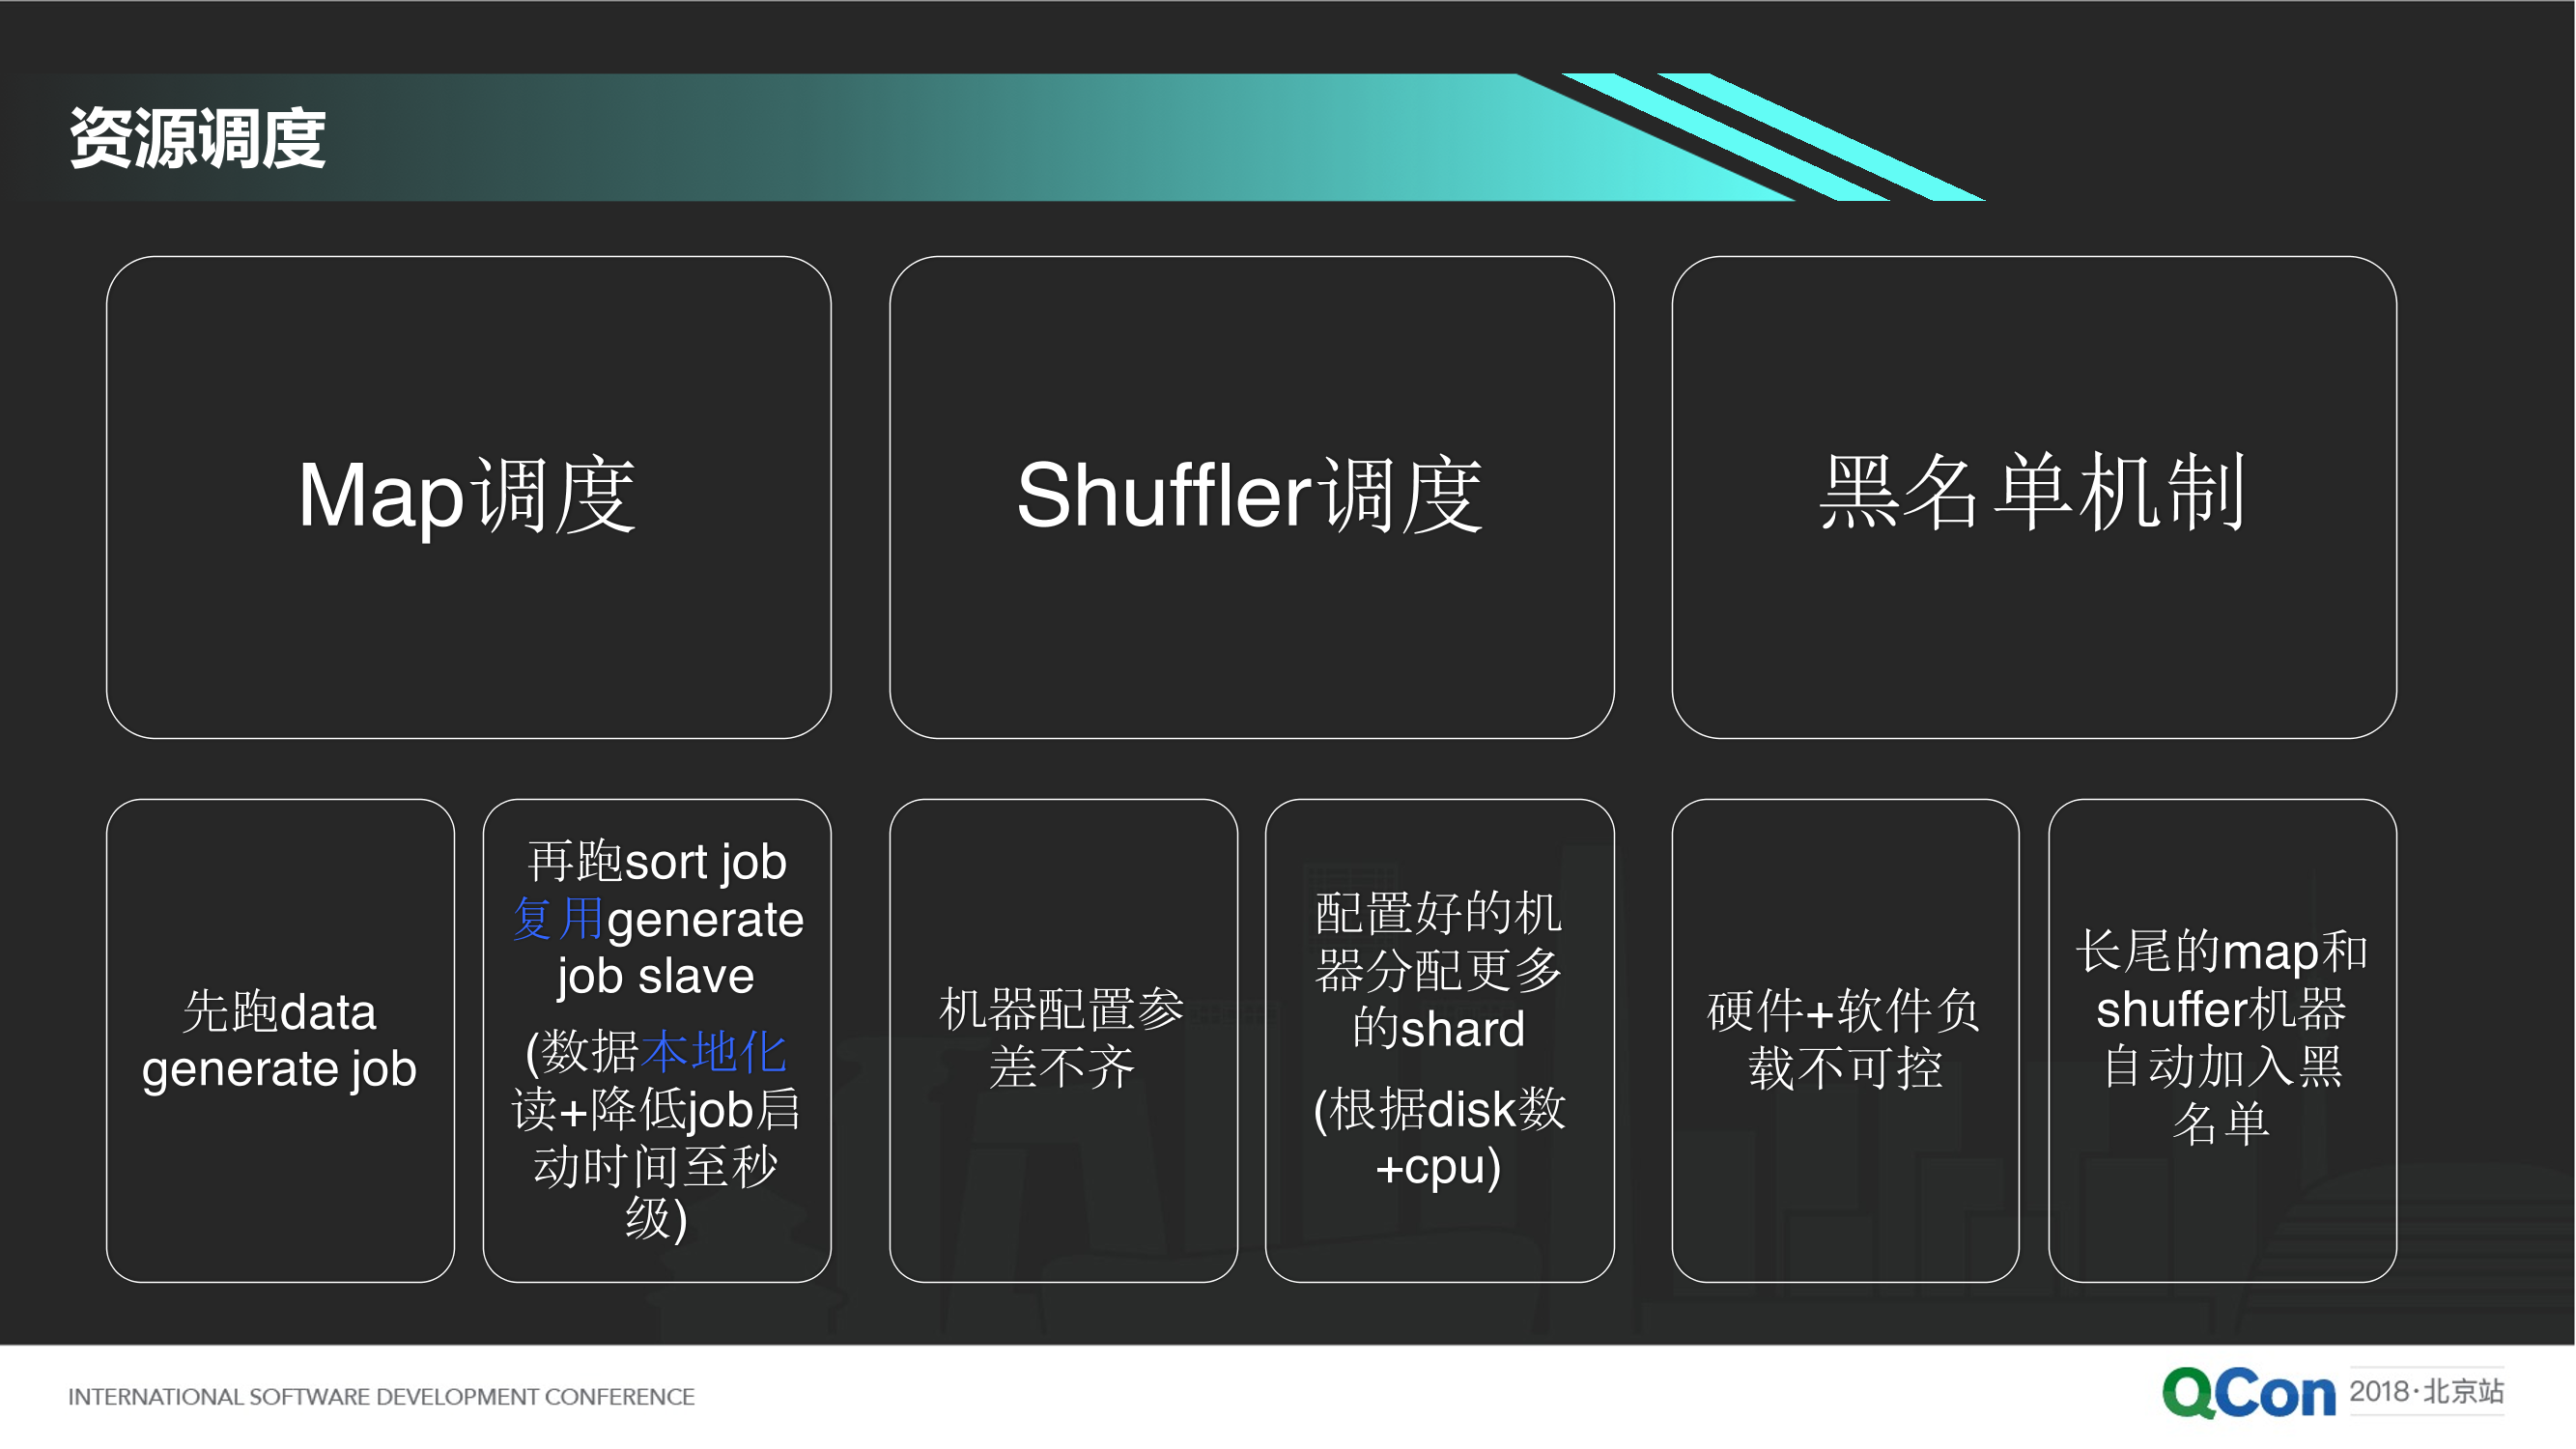 资源调度
Map调度
Shuffler调度
黑名单机制
先跑data
generate job
再跑sort job
复用generate
job slave
(数据本地化
读+降低job启
动时间至秒
级)
机器配置参
差不齐
配置好的机
器分配更多
的shard
(根据disk数
+cpu)
硬件+软件负
载不可控
长尾的map和
shuffer机器
自动加入黑
名单
INTERNATIONAL SOFTWARE DEVELOPMENT CONFERENCE
QCon 2018·北京站